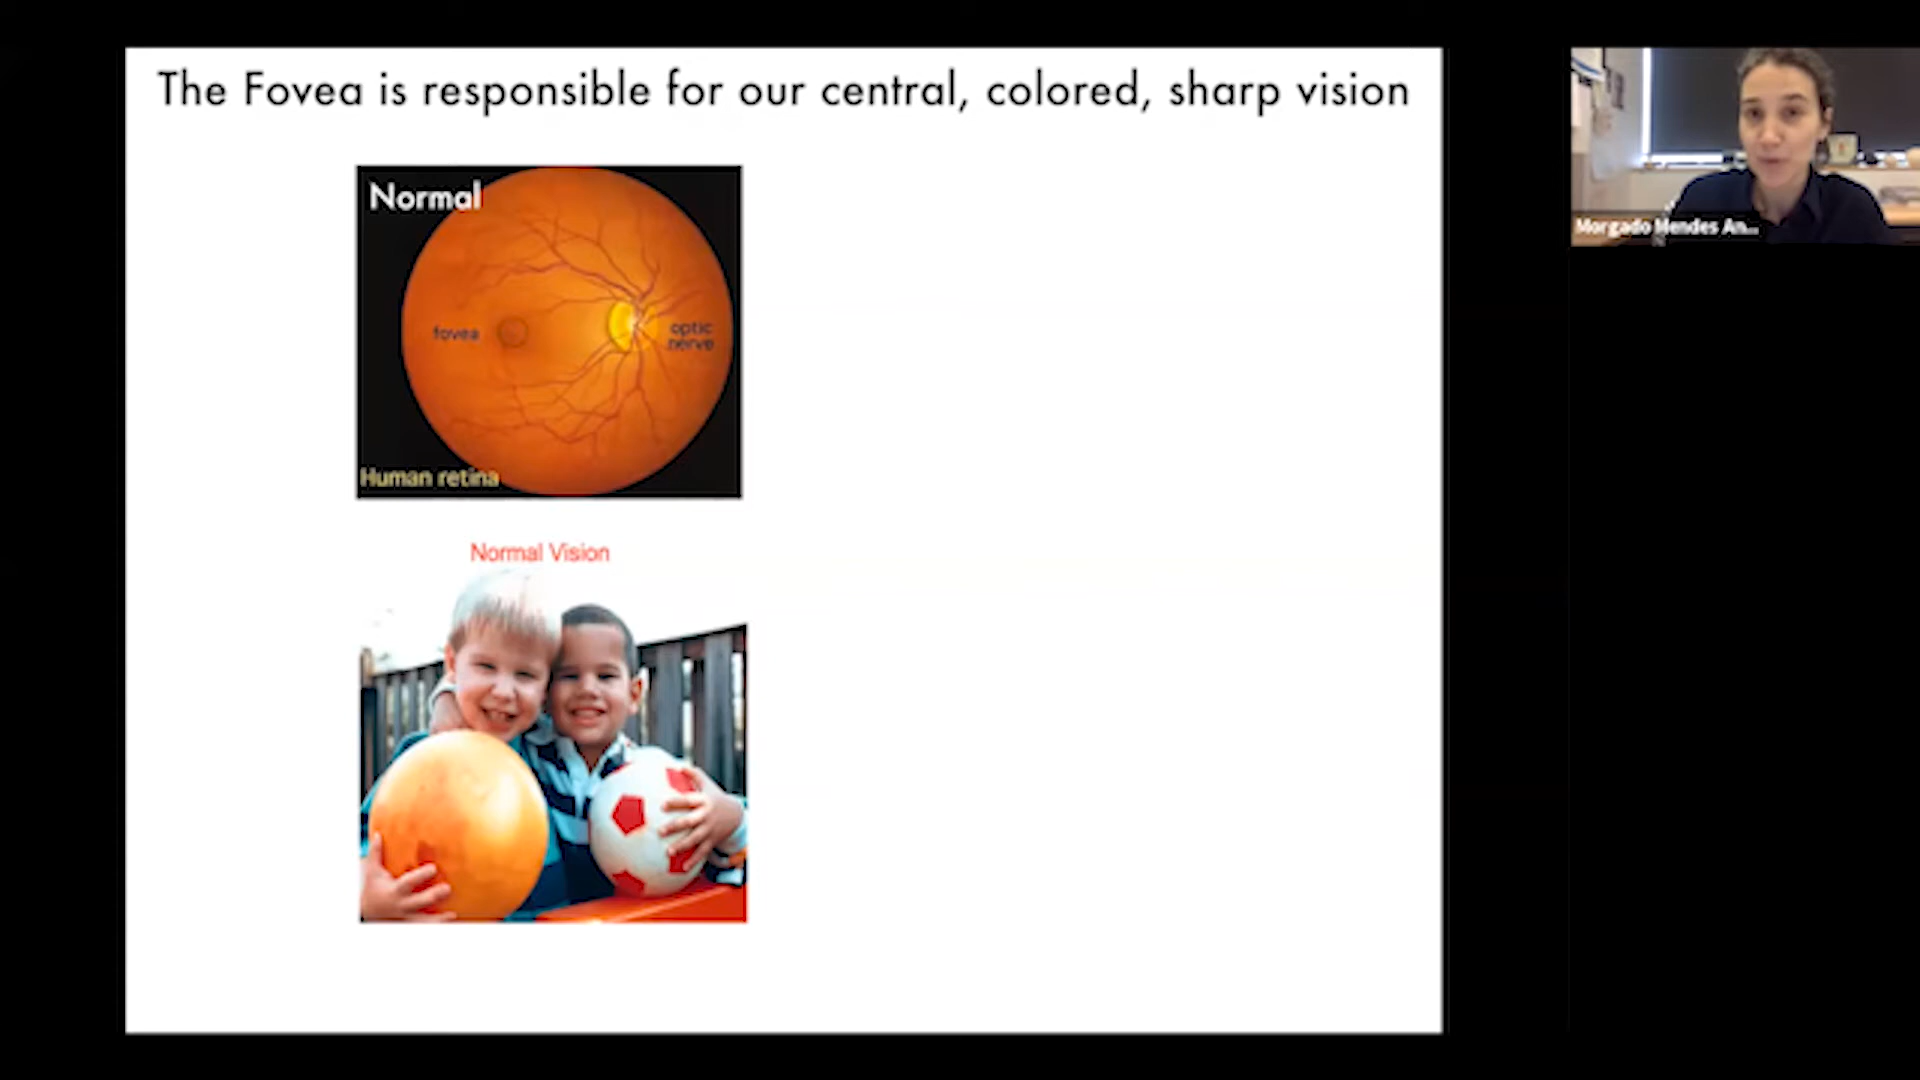 The Fovea is responsible for our central, colored, sharp vision
Normal
fovea
optic
nerve
Human retina
Normal Vision
Morgado Mendes An...